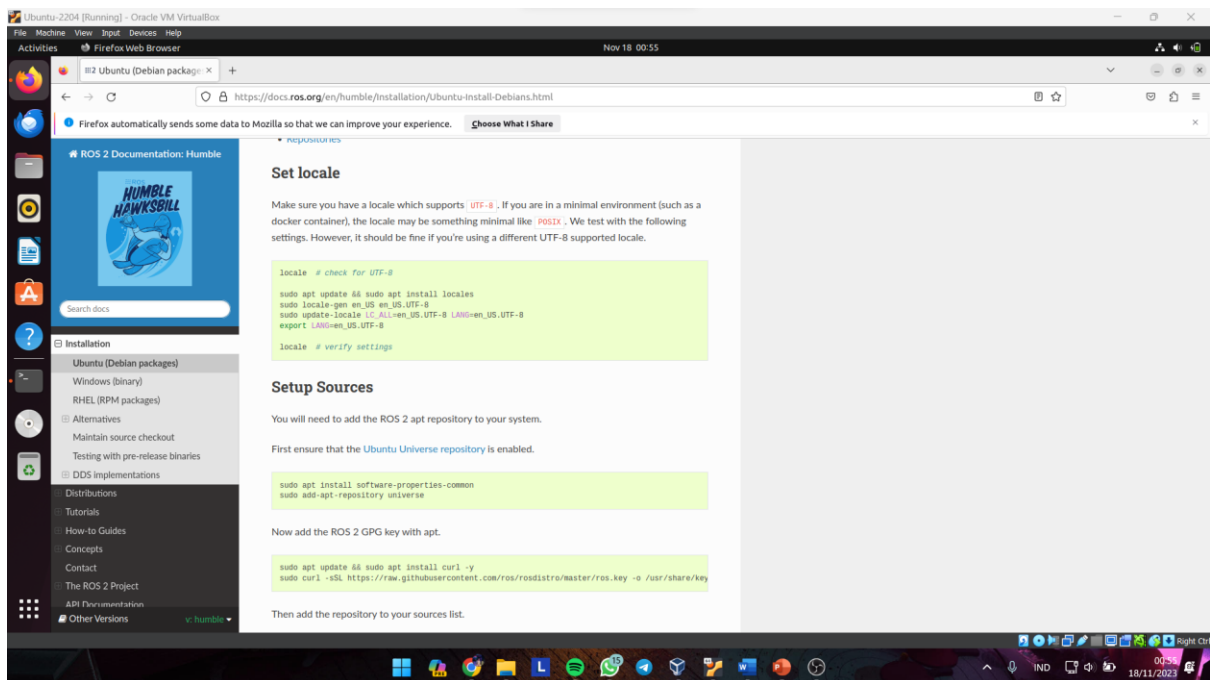 Ubuntu-2204 [Running] - Oracle VM VirtualBox
File Machine View Input Devices Help
Activities Firefox Web Browser Nov 18 00:55
Ubuntu (Debian package
https://docs.ros.org/en/humble/Installation/Ubuntu-Install-Debians.html
Firefox automatically sends some data to Mozilla so that we can improve your experience. Choose What I Share
ROS 2 Documentation: Humble
HUMBLE
HAWKSBILL
Search docs
Installation
Ubuntu (Debian packages)
Windows (binary)
RHEL (RPM packages)
Alternatives
Maintain source checkout
Testing with pre-release binaries
DDS implementations
Distributions
Tutorials
How-to Guides
Concepts
Contact
The ROS 2 Project
API Documentation
Other Versions v: humble
Repositories
Set locale
Make sure you have a locale which supports UTF-8 . If you are in a minimal environment (such as a
docker container), the locale may be something minimal like POSIX . We test with the following
settings. However, it should be fine if you're using a different UTF-8 supported locale.
locale # check for UTF-8
sudo apt update && sudo apt install locales
sudo locale-gen en_US en_US.UTF-8
sudo update-locale LC_ALL=en_US.UTF-8 LANG=en_US.UTF-8
export LANG=en_US.UTF-8
locale # verify settings
Setup Sources
You will need to add the ROS 2 apt repository to your system.
First ensure that the Ubuntu Universe repository is enabled.
sudo apt install software-properties-common
sudo add-apt-repository universe
Now add the ROS 2 GPG key with apt.
sudo apt update && sudo apt install curl -y
sudo curl -sSL https://raw.githubusercontent.com/ros/rosdistro/master/ros.key -o /usr/share/key
Then add the repository to your sources list.
Right Ctrl
IND
00:55
18/11/2023